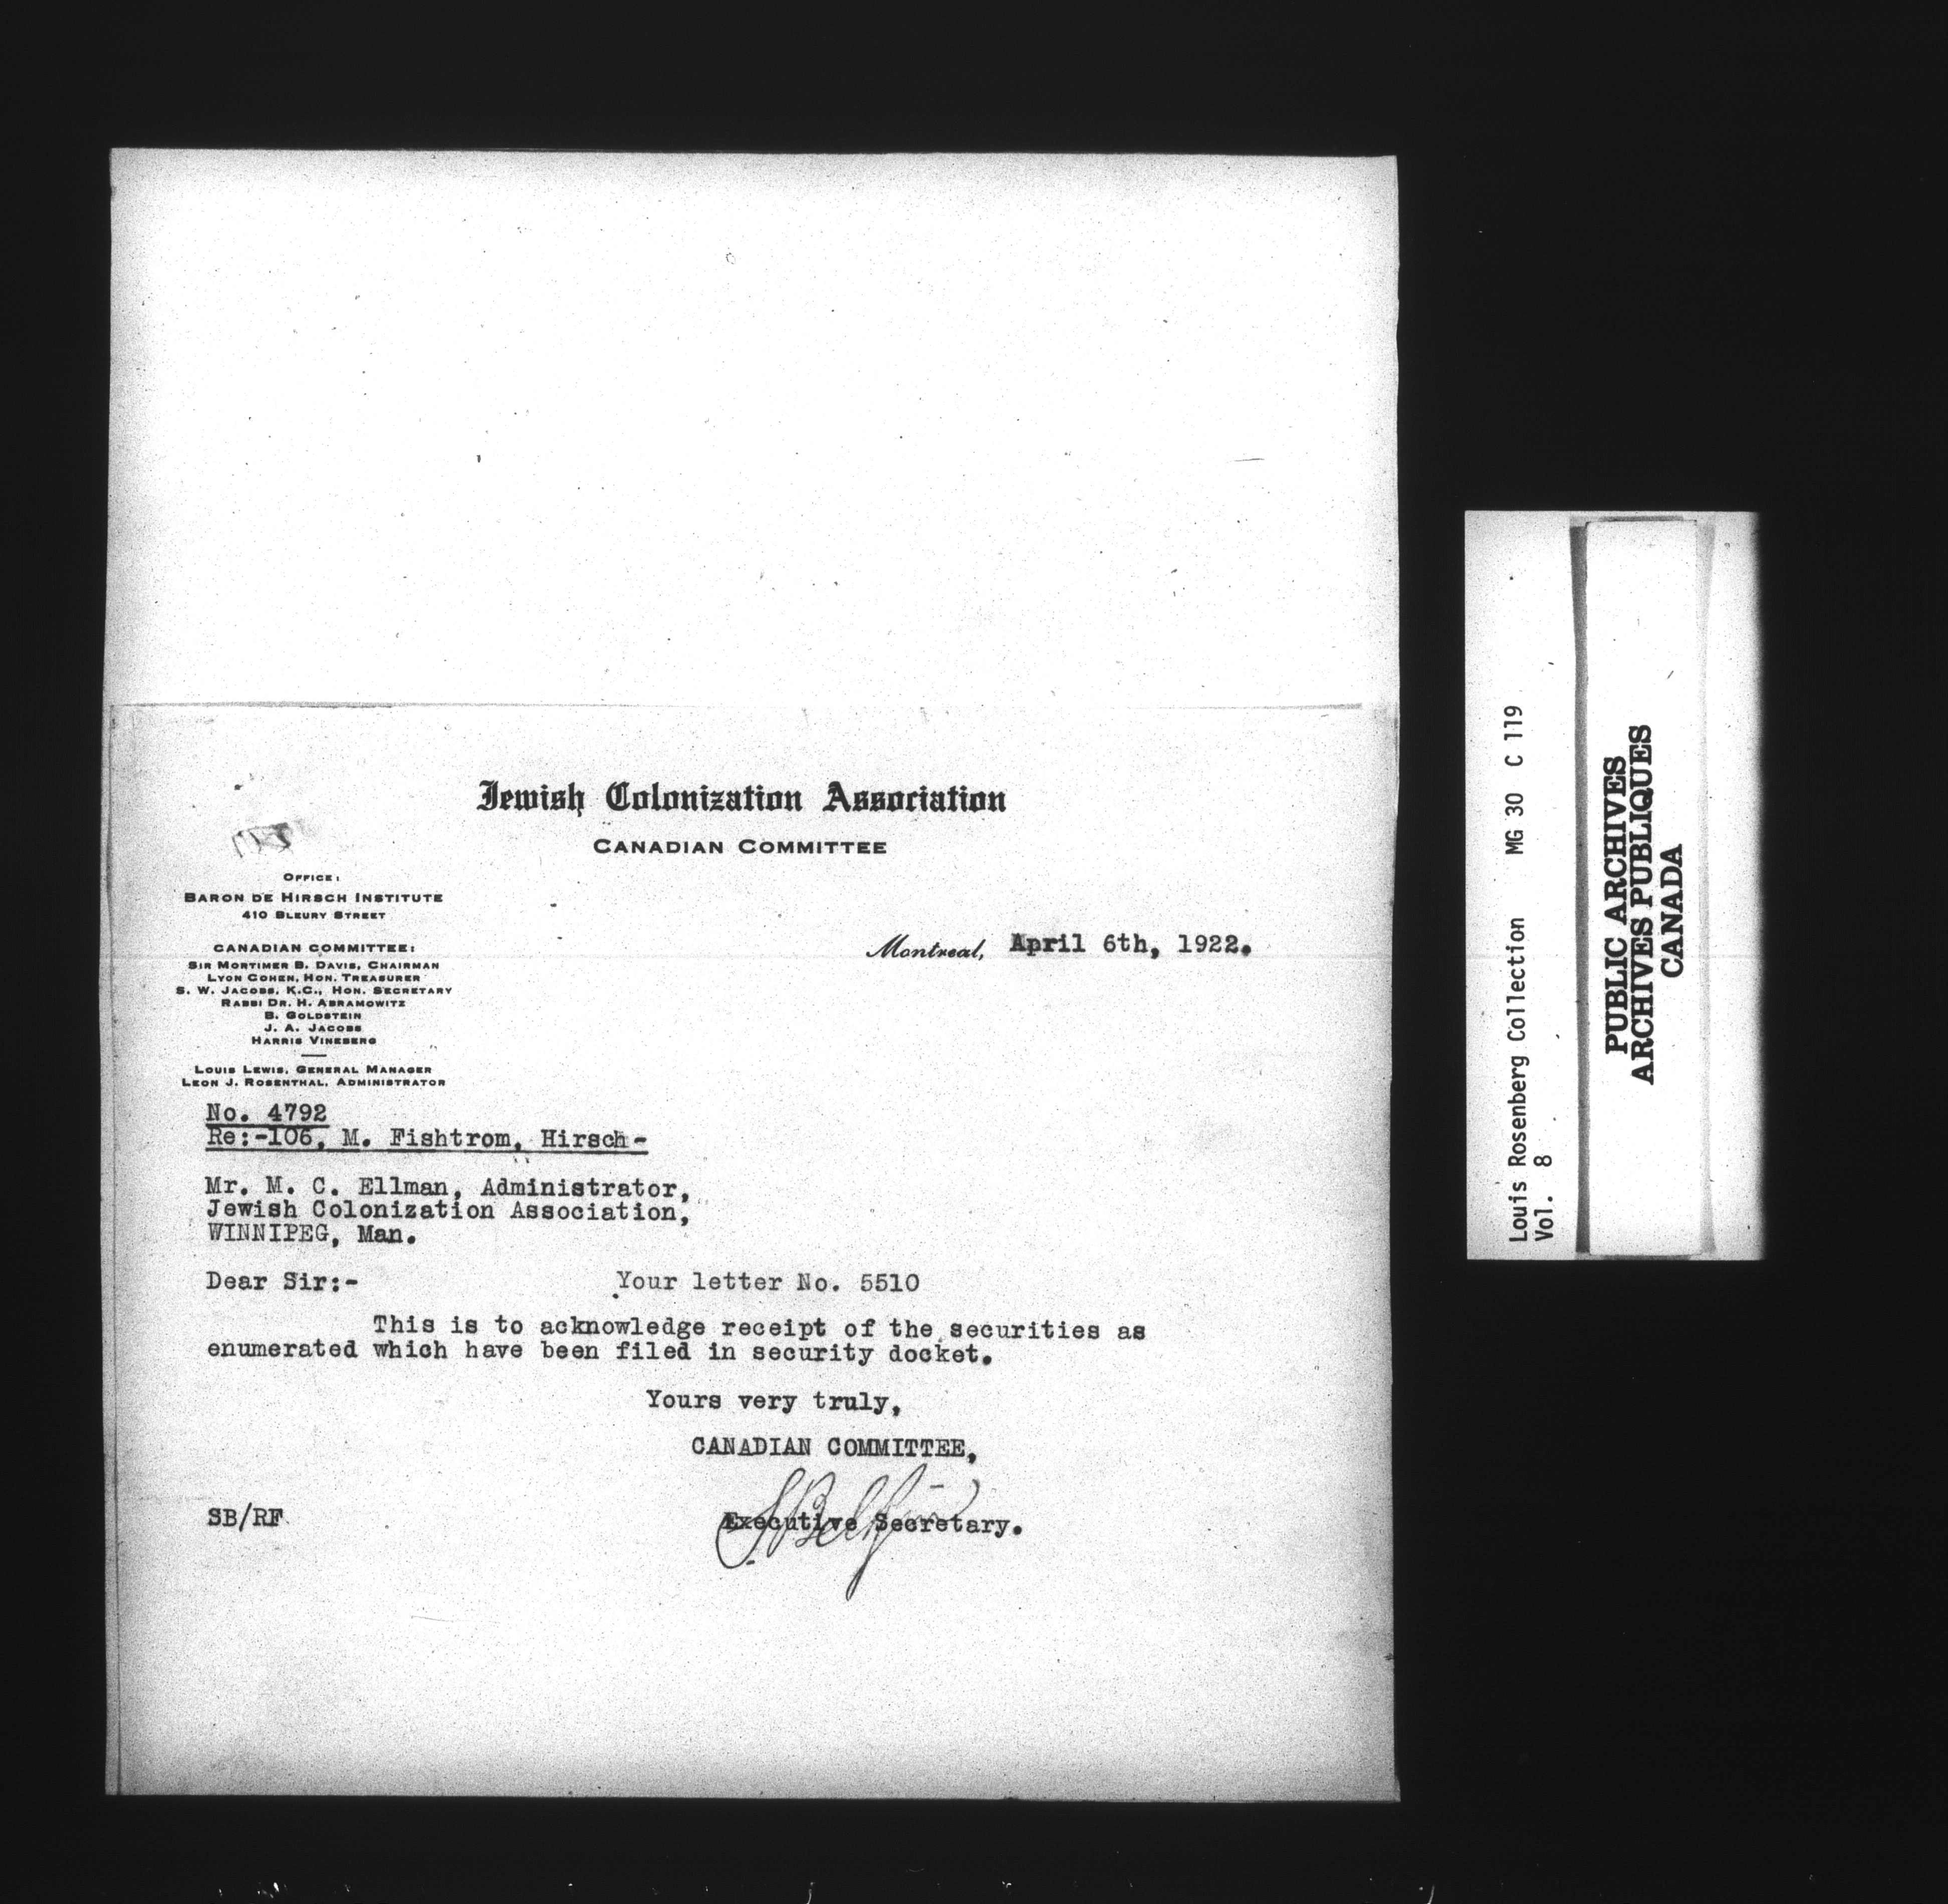 Jewish Colonization Association
CANADIAN COMMITTEE
OFFICE:
BARON DE HIRSCH INSTITUTE
410 BLEURY STREET
CANADIAN COMMITTEE:
SIR MORTIMER B. DAVIS, CHAIRMAN
LYON COHEN, HON. TREASURER
S. W. JACOBS, K.C., HON. SECRETARY
RABBI DR. H. ABRAMOWITZ
B. GOLDSTEIN
J. A. JACOBS
HARRIS VINEBERG
LOUIS LEWIS, GENERAL MANAGER
LEON J. ROSENTHAL, ADMINISTRATOR
Montreal, April 6th, 1922.
No. 4792
Re:-106, M. Fishtrom, Hirsch-
Mr. M. C. Ellman, Administrator,
Jewish Colonization Association,
WINNIPEG, Man.
Dear Sir:- Your letter No. 5510
This is to acknowledge receipt of the securities as
enumerated which have been filed in security docket.
Yours very truly,
CANADIAN COMMITTEE,
SB/RF Executive Secretary.
Louis Rosenberg Collection MG 30 C 119
Vol. 8
PUBLIC ARCHIVES
ARCHIVES PUBLIQUES
CANADA